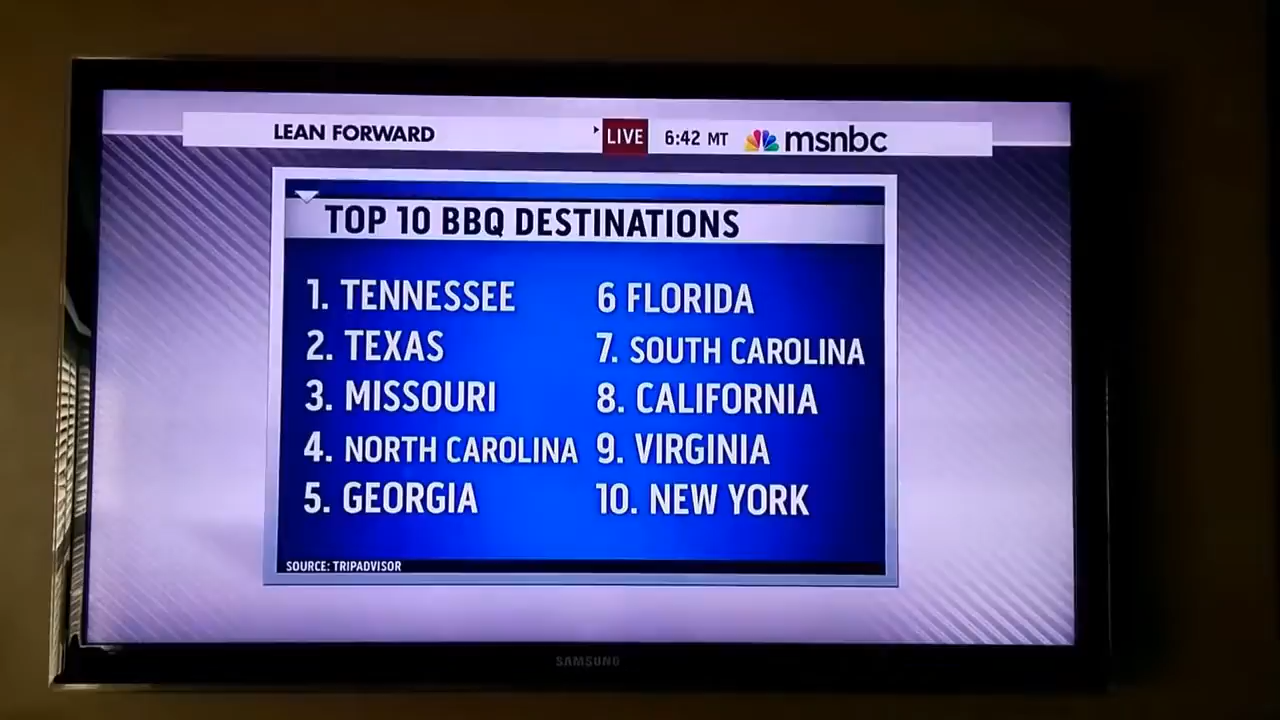 LEAN FORWARD
LIVE 6:42 MT msnbc
TOP 10 BBQ DESTINATIONS
1. TENNESSEE
2. TEXAS
3. MISSOURI
4. NORTH CAROLINA
5. GEORGIA
6 FLORIDA
7. SOUTH CAROLINA
8. CALIFORNIA
9. VIRGINIA
10. NEW YORK
SOURCE: TRIPADVISOR
SAMSUNG